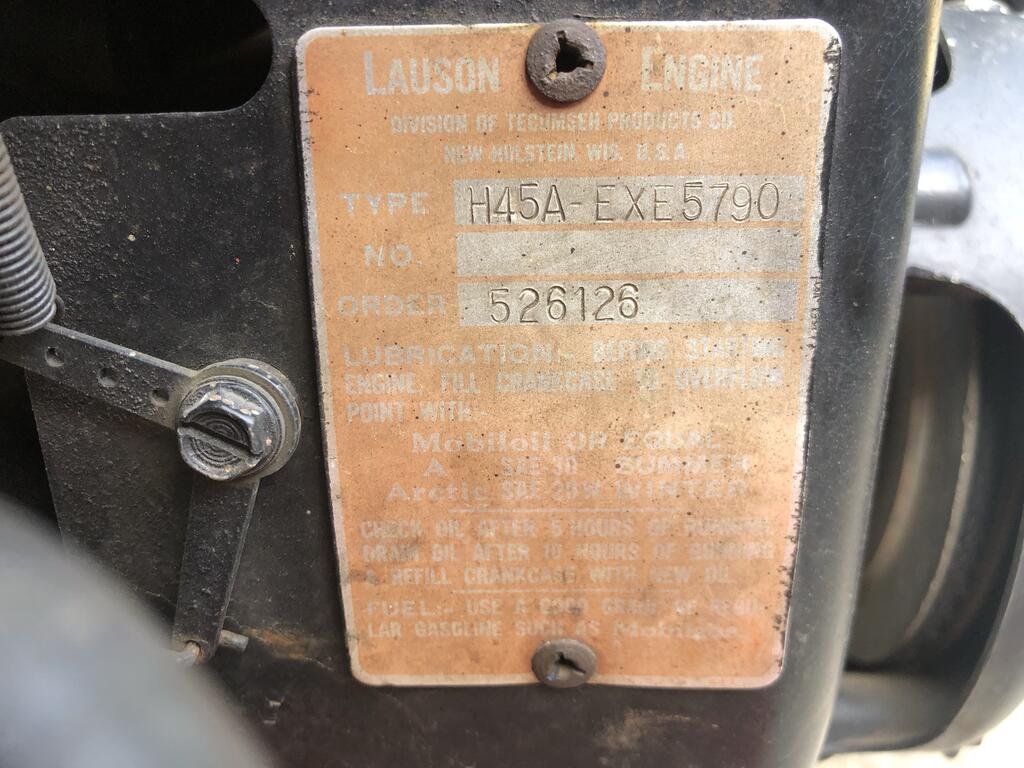 LAUSON ENGINE
DIVISION OF TECUMSEH PRODUCTS CO.
NEW HOLSTEIN, WIS. U.S.A.
TYPE H45A-EXE5790
NO.
ORDER 526126
LUBRICATION:- BEFORE STARTING
ENGINE, FILL CRANKCASE TO OVERFLOW
POINT WITH-
Mobiloil OR EQUAL
A SAE-30 SUMMER
Arctic SAE-20W WINTER
CHECK OIL AFTER 5 HOURS OF RUNNING
DRAIN OIL AFTER 10 HOURS OF RUNNING
& REFILL CRANKCASE WITH NEW OIL
FUEL:- USE A GOOD GRADE OF REGU-
LAR GASOLINE SUCH AS Mobilgas